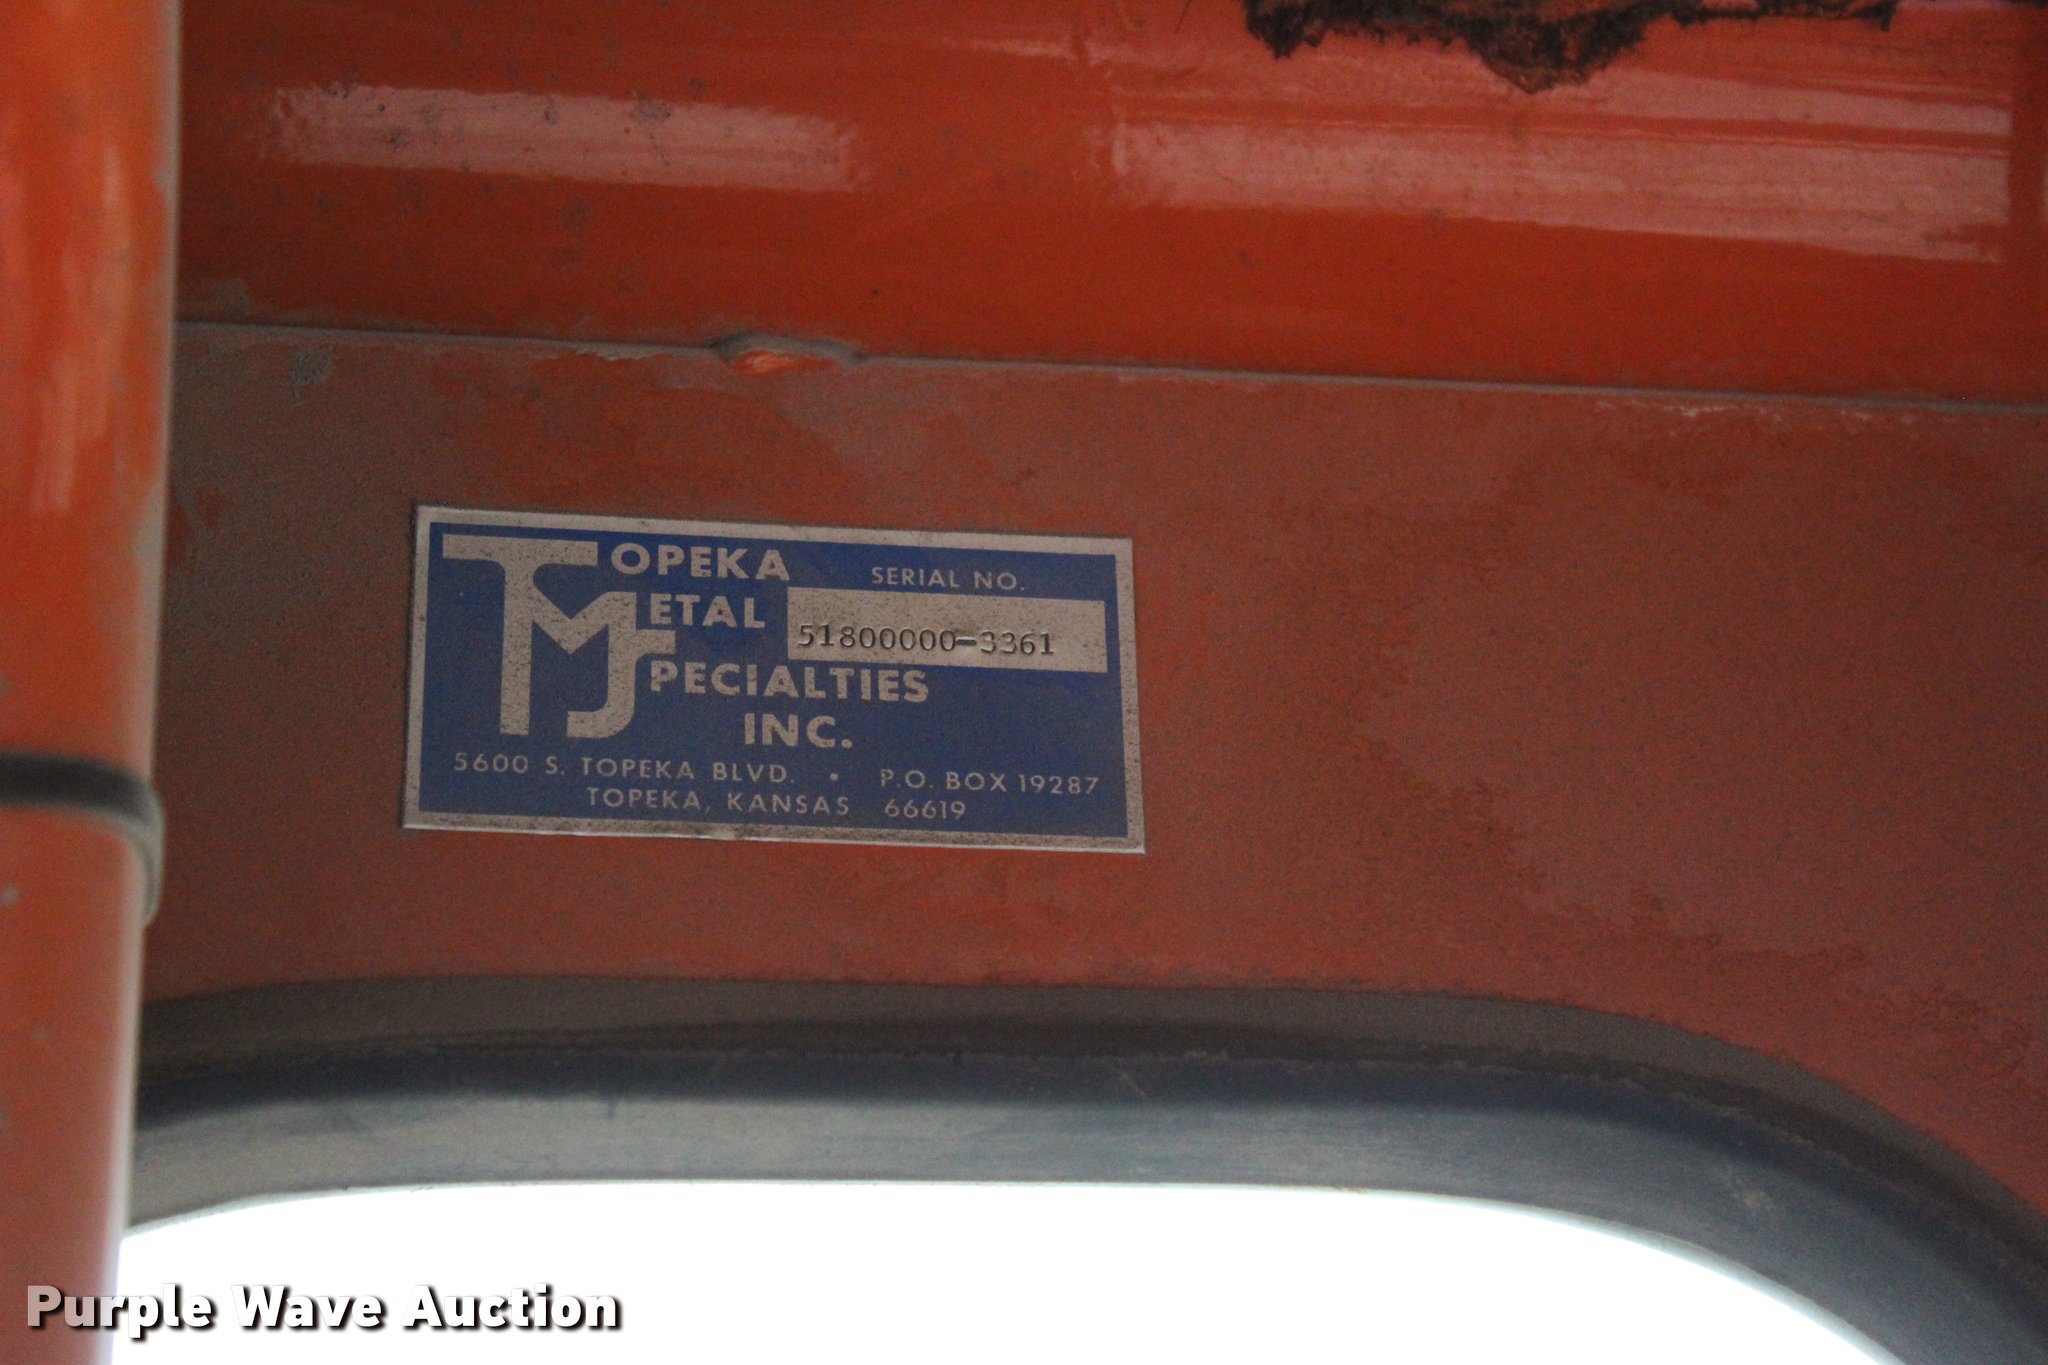 TOPEKA
METAL
SPECIALTIES
INC.
SERIAL NO.
51800000-3361
5600 S. TOPEKA BLVD. • P.O. BOX 19287
TOPEKA, KANSAS 66619
Purple Wave Auction